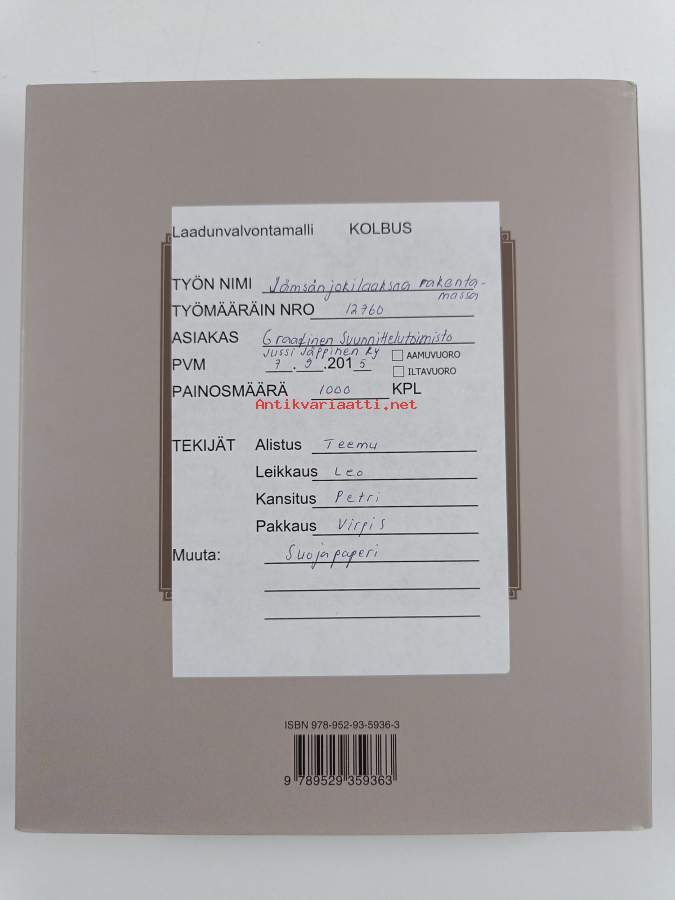 Laadunvalvontamalli KOLBUS
TYÖN NIMI Jämsänjokilaaksoa rakenta-
massa
TYÖMÄÄRÄIN NRO 12760
ASIAKAS Graafinen Suunnittelutoimisto
Jussi Jäppinen Ky
PVM 7.9.2015 AAMUVUORO
ILTAVUORO
PAINOSMÄÄRÄ 1000 KPL
Antikvariaatti.net
TEKIJÄT Alistus Teemu
Leikkaus Leo
Kansitus Petri
Pakkaus Virpi S
Muuta: Suojapaperi
ISBN 978-952-93-5936-3
9 789529 359363